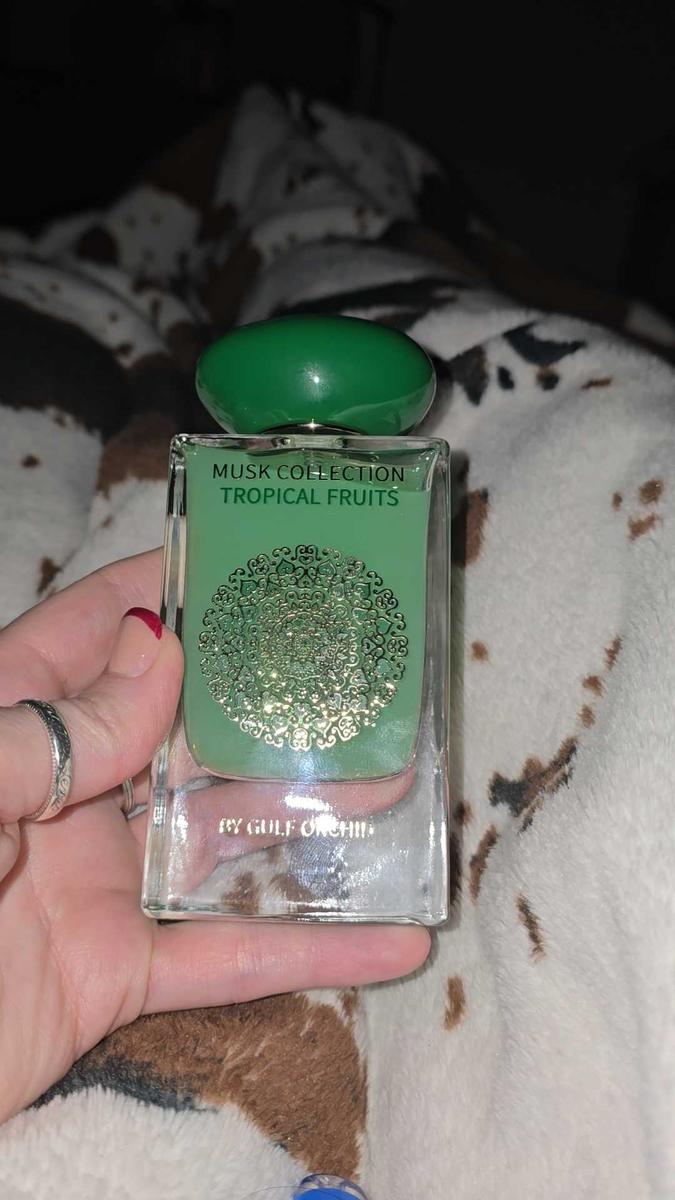 MUSK COLLECTION
TROPICAL FRUITS
BY GULF ORCHID